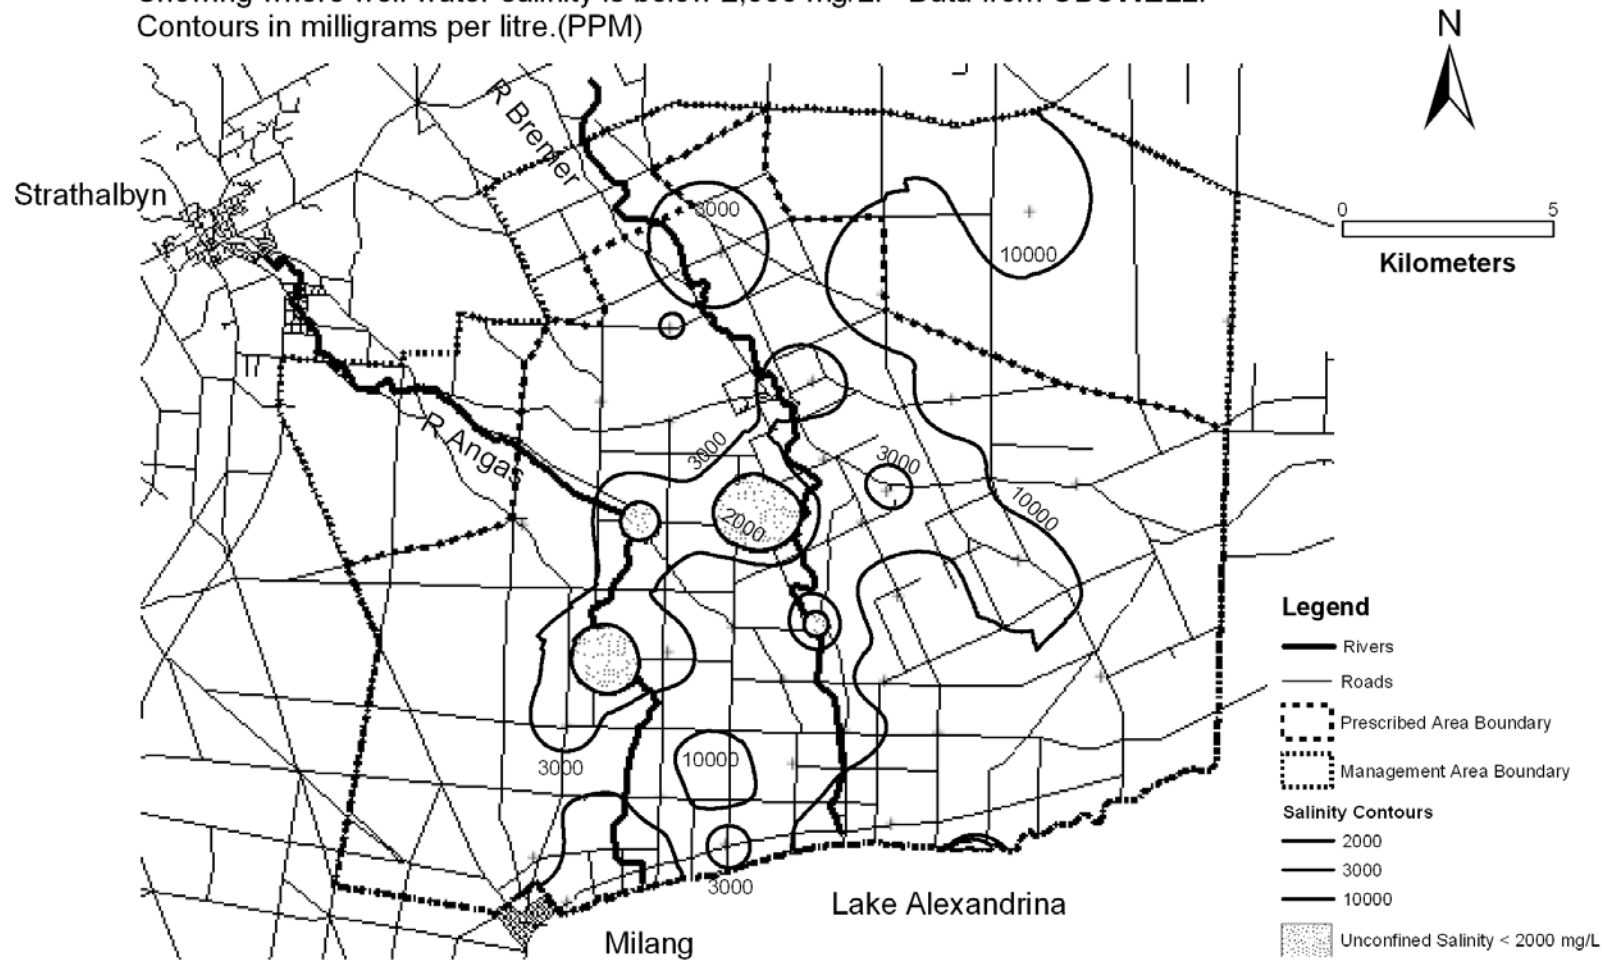 Contours in milligrams per litre.(PPM)
N
R Bremer
Strathalbyn
3000
0 5
10000
Kilometers
R Angas
3000
3000
10000
2000
Legend
Rivers
Roads
Prescribed Area Boundary
10000
3000
Management Area Boundary
Salinity Contours
2000
3000
10000
3000
Lake Alexandrina
Milang
Unconfined Salinity < 2000 mg/L